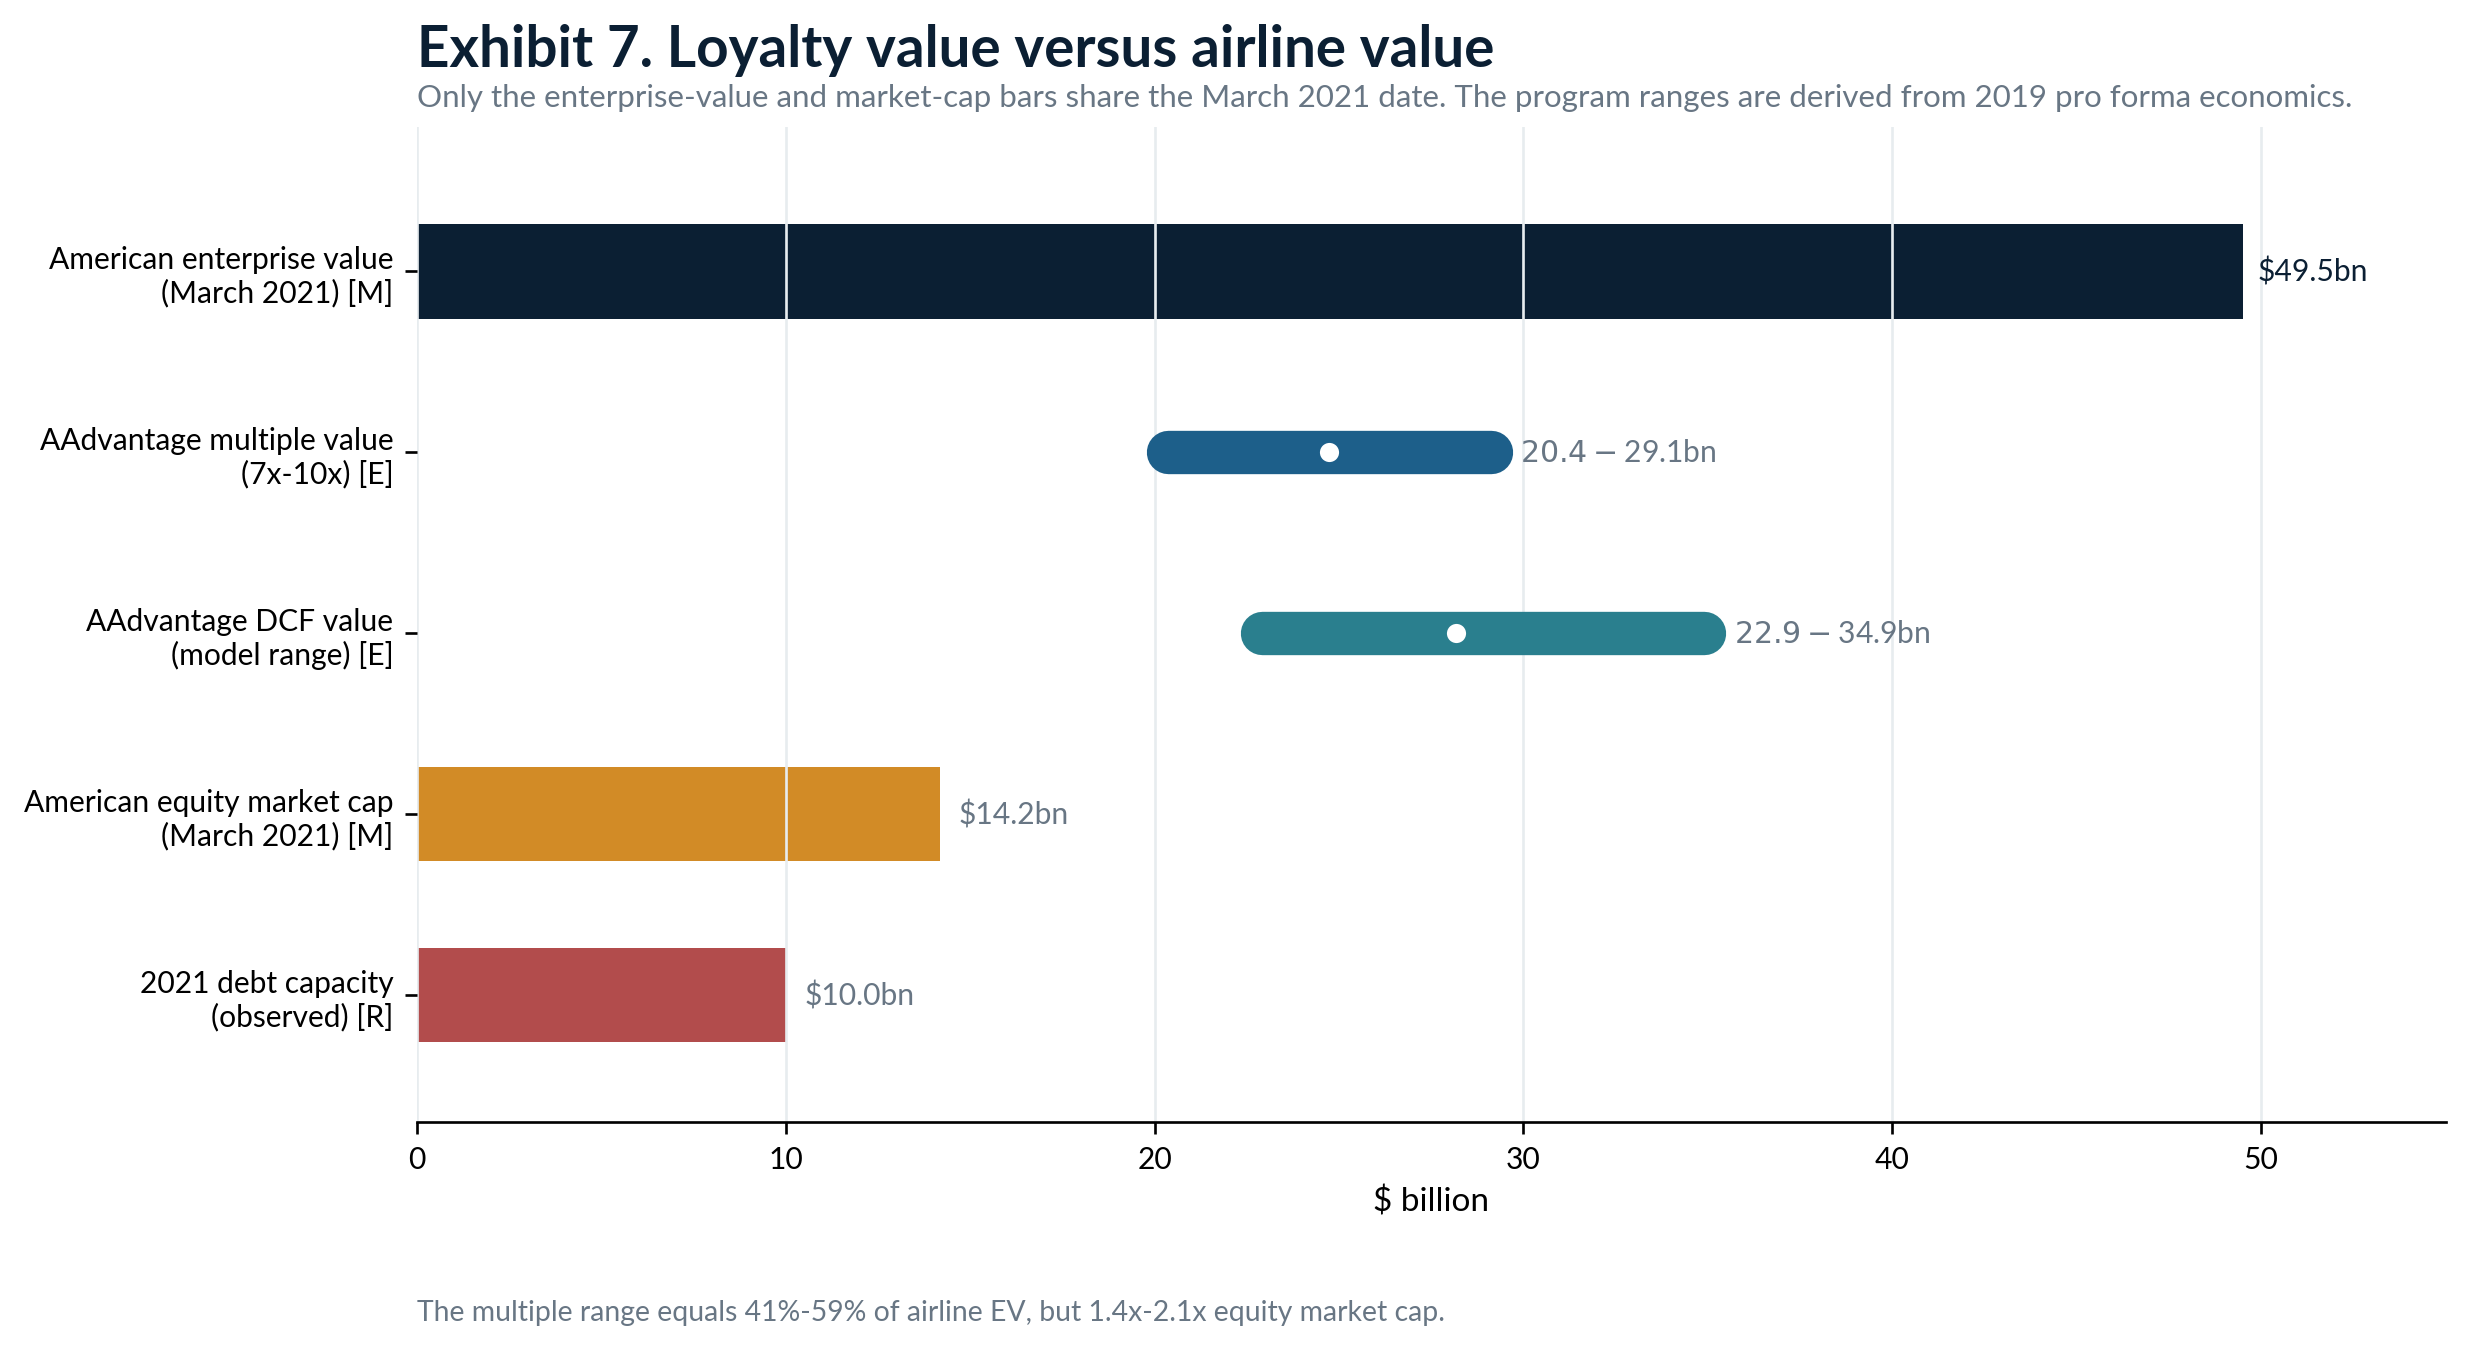 Exhibit 7. Loyalty value versus airline value
Only the enterprise-value and market-cap bars share the March 2021 date. The program ranges are derived from 2019 pro forma economics.
American enterprise value
(March 2021) [M]
$49.5bn
AAdvantage multiple value
(7x-10x) [E]
20.4 – 29.1bn
AAdvantage DCF value
(model range) [E]
22.9 – 34.9bn
American equity market cap
(March 2021) [M]
$14.2bn
2021 debt capacity
(observed) [R]
$10.0bn
0 10 20 30 40 50
$ billion
The multiple range equals 41%-59% of airline EV, but 1.4x-2.1x equity market cap.